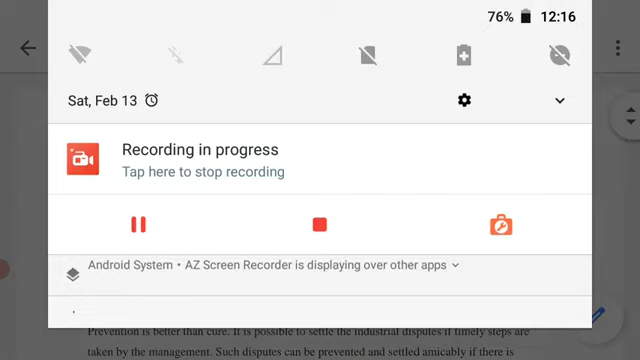 76% 12:16
Sat, Feb 13
Recording in progress
Tap here to stop recording
Android System • AZ Screen Recorder is displaying over other apps
Prevention is better than cure. It is possible to settle the industrial disputes if timely steps are
taken by the management. Such disputes can be prevented and settled amicably if there is